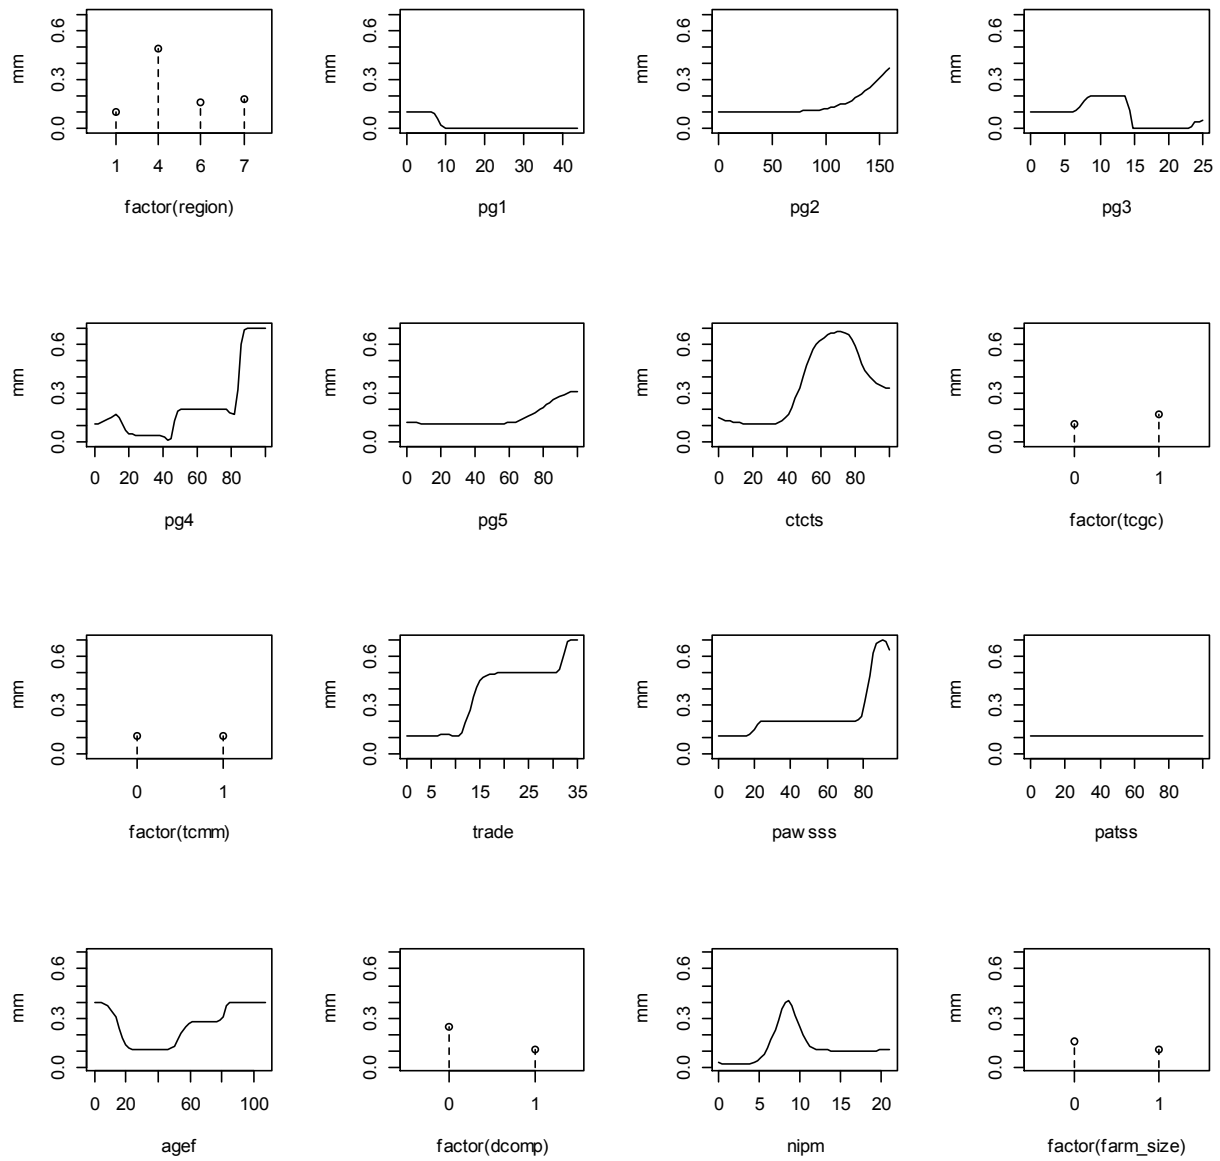 mm 0.0 0.3 0.6 mm 0.0 0.3 0.6 mm 0.0 0.3 0.6 mm 0.0 0.3 0.6
1 4 6 7 0 10 20 30 40 0 50 100 150 0 5 10 15 20 25
factor(region) pg1 pg2 pg3
mm 0.0 0.3 0.6 mm 0.0 0.3 0.6 mm 0.0 0.3 0.6 mm 0.0 0.3 0.6
0 20 40 60 80 0 20 40 60 80 0 20 40 60 80 0 1
pg4 pg5 ctcts factor(tcgc)
mm 0.0 0.3 0.6 mm 0.0 0.3 0.6 mm 0.0 0.3 0.6 mm 0.0 0.3 0.6
0 1 0 5 15 25 35 0 20 40 60 80 0 20 40 60 80
factor(tcmm) trade paw sss patss
mm 0.0 0.3 0.6 mm 0.0 0.3 0.6 mm 0.0 0.3 0.6 mm 0.0 0.3 0.6
0 20 60 100 0 1 0 5 10 15 20 0 1
agef factor(dcomp) nipm factor(farm_size)